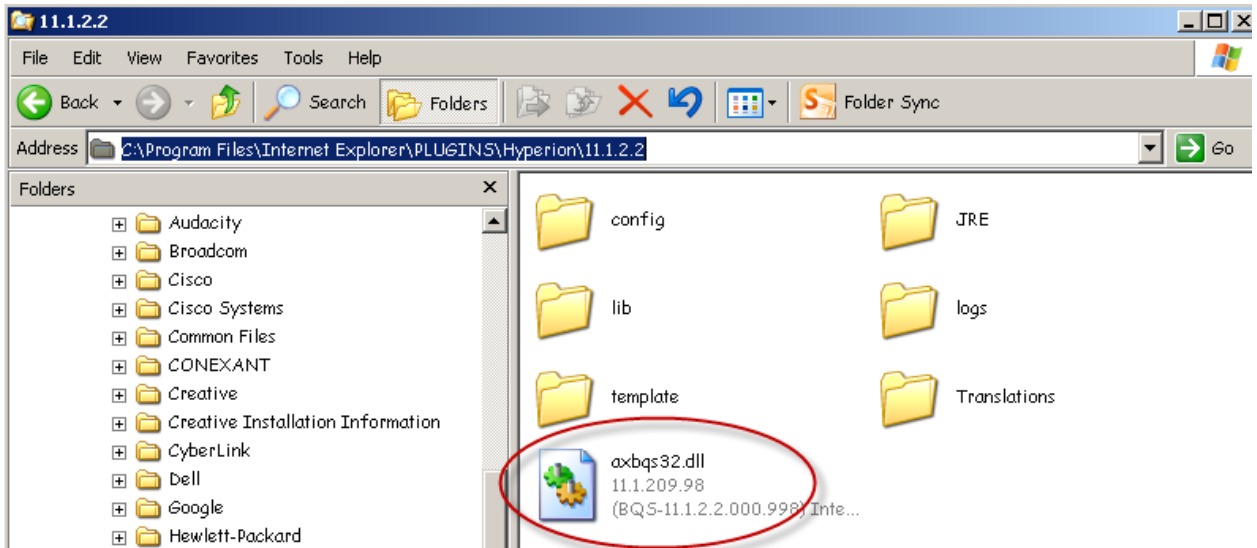 11.1.2.2
File Edit View Favorites Tools Help
Back Search Folders Folder Sync
Address C:\Program Files\Internet Explorer\PLUGINS\Hyperion\11.1.2.2 Go
Folders
Audacity
Broadcom
Cisco
Cisco Systems
Common Files
CONEXANT
Creative
Creative Installation Information
CyberLink
Dell
Google
Hewlett-Packard
config JRE
lib logs
template Translations
axbqs32.dll
11.1.209.98
(BQS-11.1.2.2.000.998) Inte...